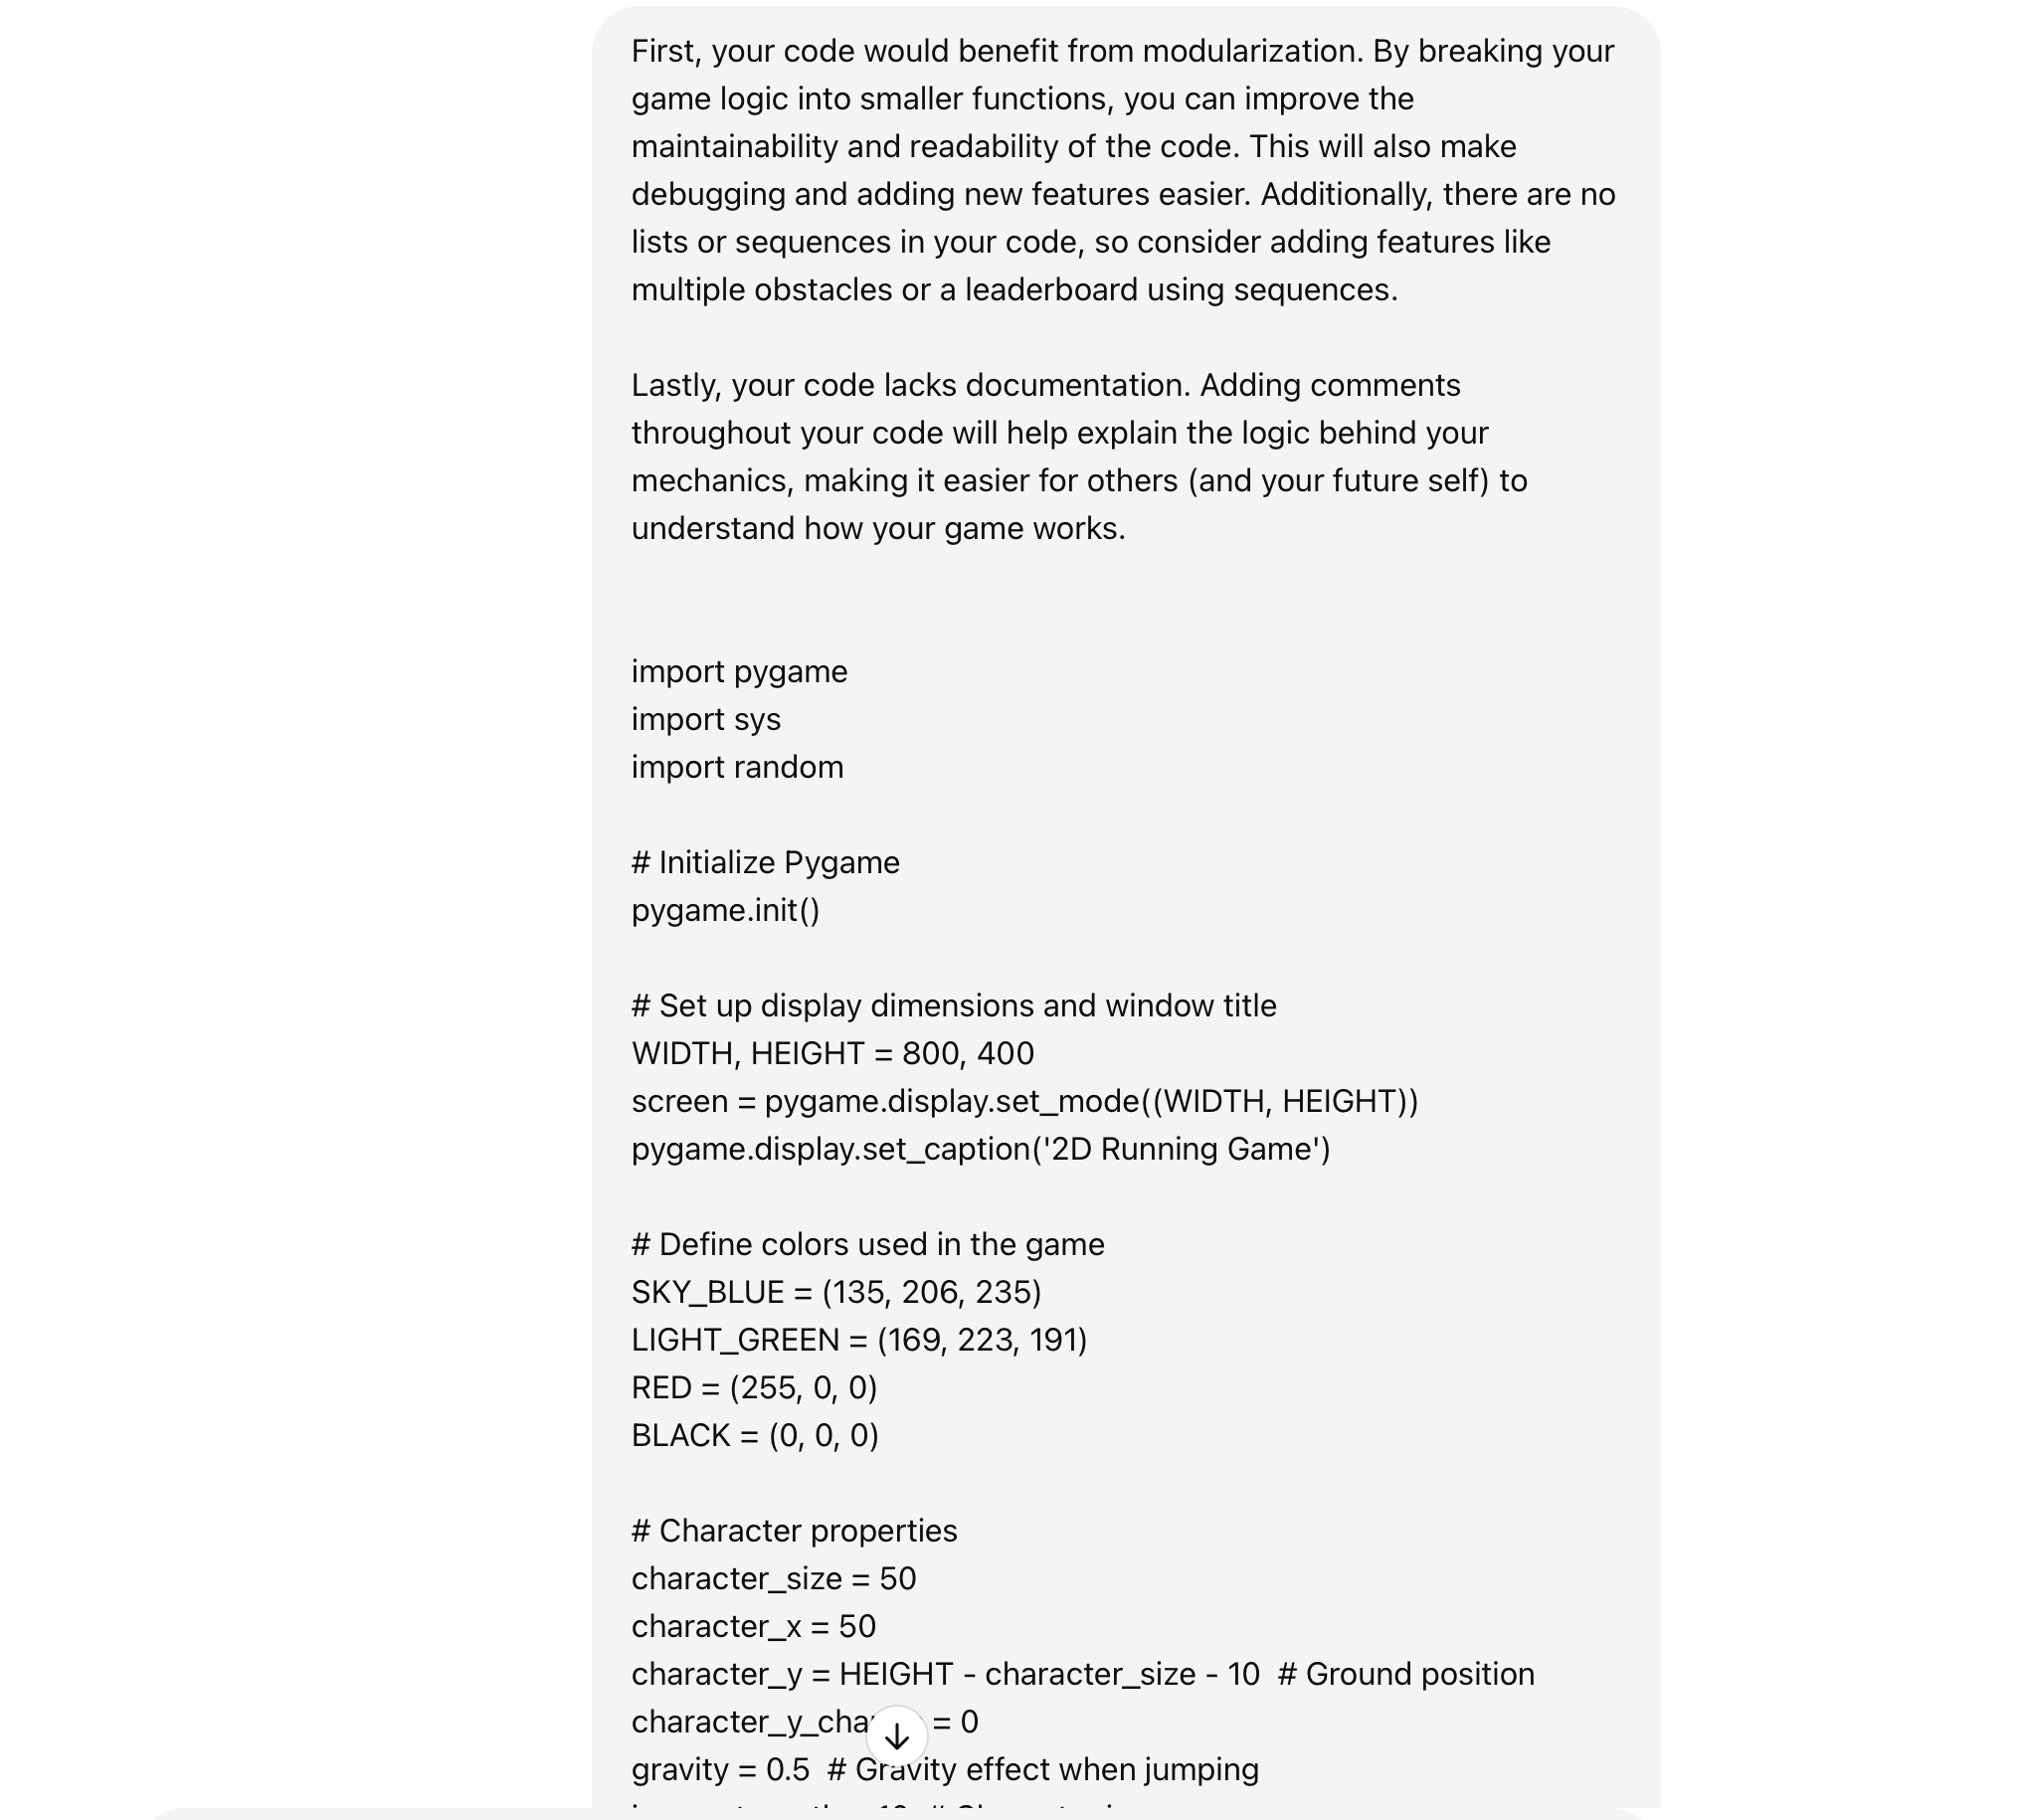 First, your code would benefit from modularization. By breaking your
game logic into smaller functions, you can improve the
maintainability and readability of the code. This will also make
debugging and adding new features easier. Additionally, there are no
lists or sequences in your code, so consider adding features like
multiple obstacles or a leaderboard using sequences.
Lastly, your code lacks documentation. Adding comments
throughout your code will help explain the logic behind your
mechanics, making it easier for others (and your future self) to
understand how your game works.
import pygame
import sys
import random
# Initialize Pygame
pygame.init()
# Set up display dimensions and window title
WIDTH, HEIGHT = 800, 400
screen = pygame.display.set_mode((WIDTH, HEIGHT))
pygame.display.set_caption('2D Running Game')
# Define colors used in the game
SKY_BLUE = (135, 206, 235)
LIGHT_GREEN = (169, 223, 191)
RED = (255, 0, 0)
BLACK = (0, 0, 0)
# Character properties
character_size = 50
character_x = 50
character_y = HEIGHT - character_size - 10 # Ground position
= 0
gravity = 0.5 # Gravity effect when jumping